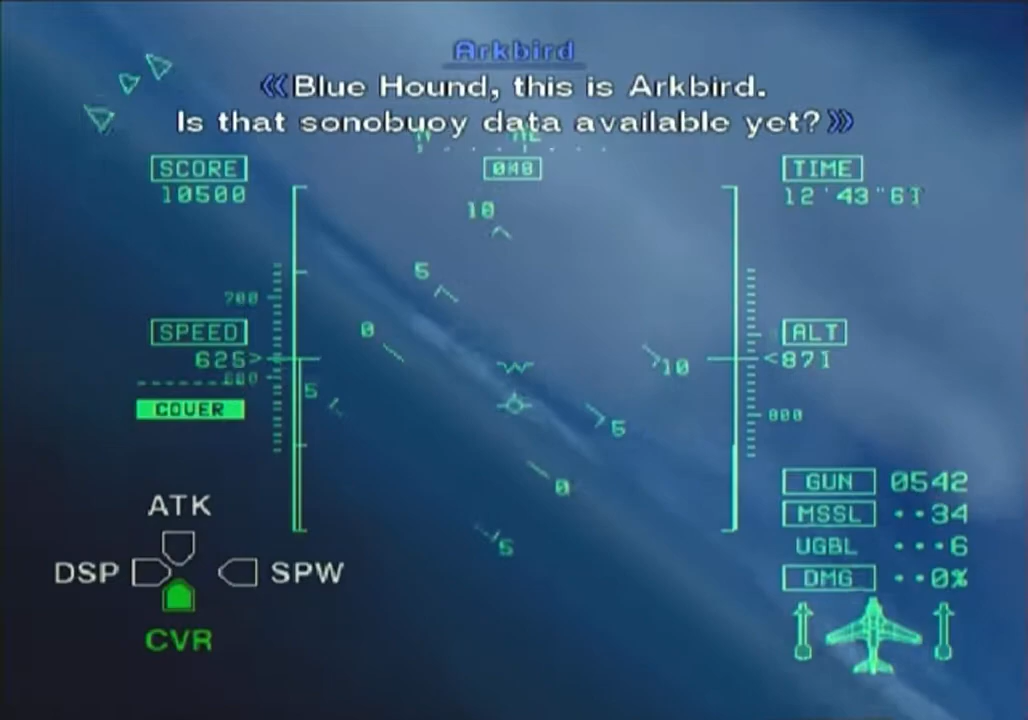 Arkbird
«Blue Hound, this is Arkbird.
Is that sonobuoy data available yet?»
SCORE
10500
048
TIME
12'43"61
10
5
0
5
10
5
0
5
700
SPEED
625>
600
COVER
ALT
<871
800
ATK
DSP
SPW
CVR
GUN 0542
MSSL ··34
UGBL ···6
DMG ··0%